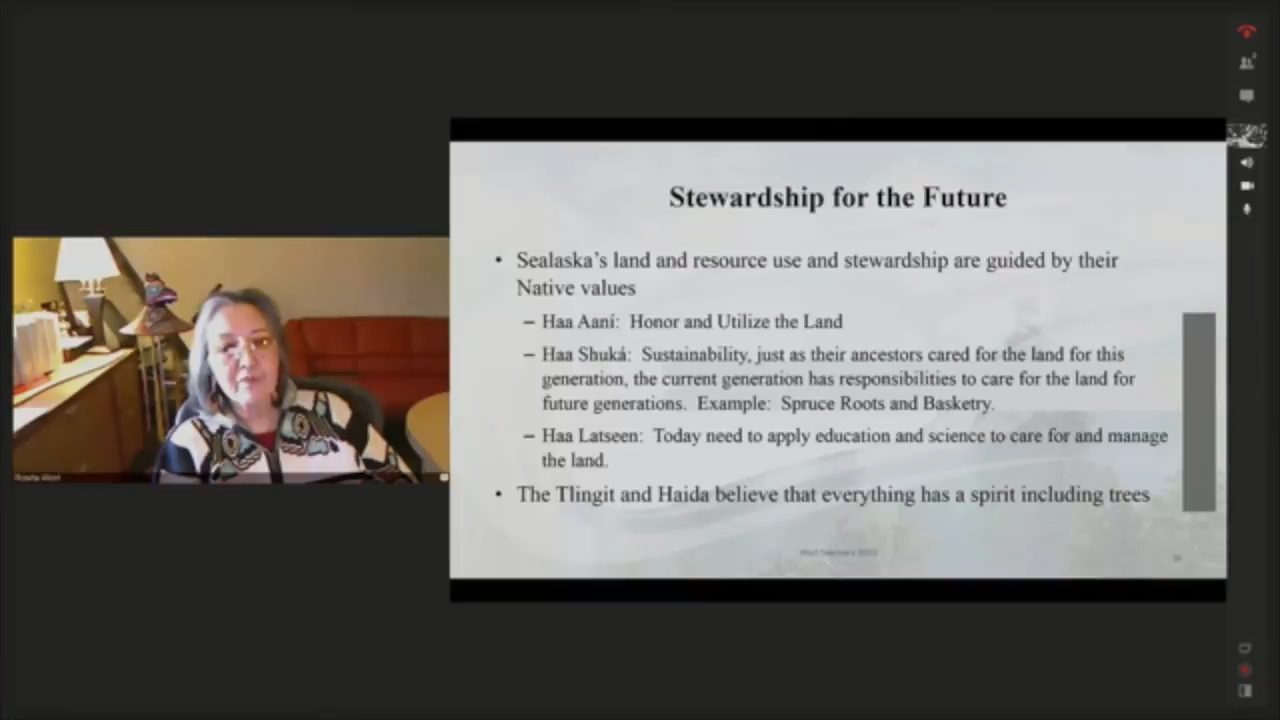 Stewardship for the Future
• Sealaska's land and resource use and stewardship are guided by their
Native values
– Haa Aaní: Honor and Utilize the Land
– Haa Shuká: Sustainability, just as their ancestors cared for the land for this
generation, the current generation has responsibilities to care for the land for
future generations. Example: Spruce Roots and Basketry.
– Haa Latseen: Today need to apply education and science to care for and manage
the land.
• The Tlingit and Haida believe that everything has a spirit including trees